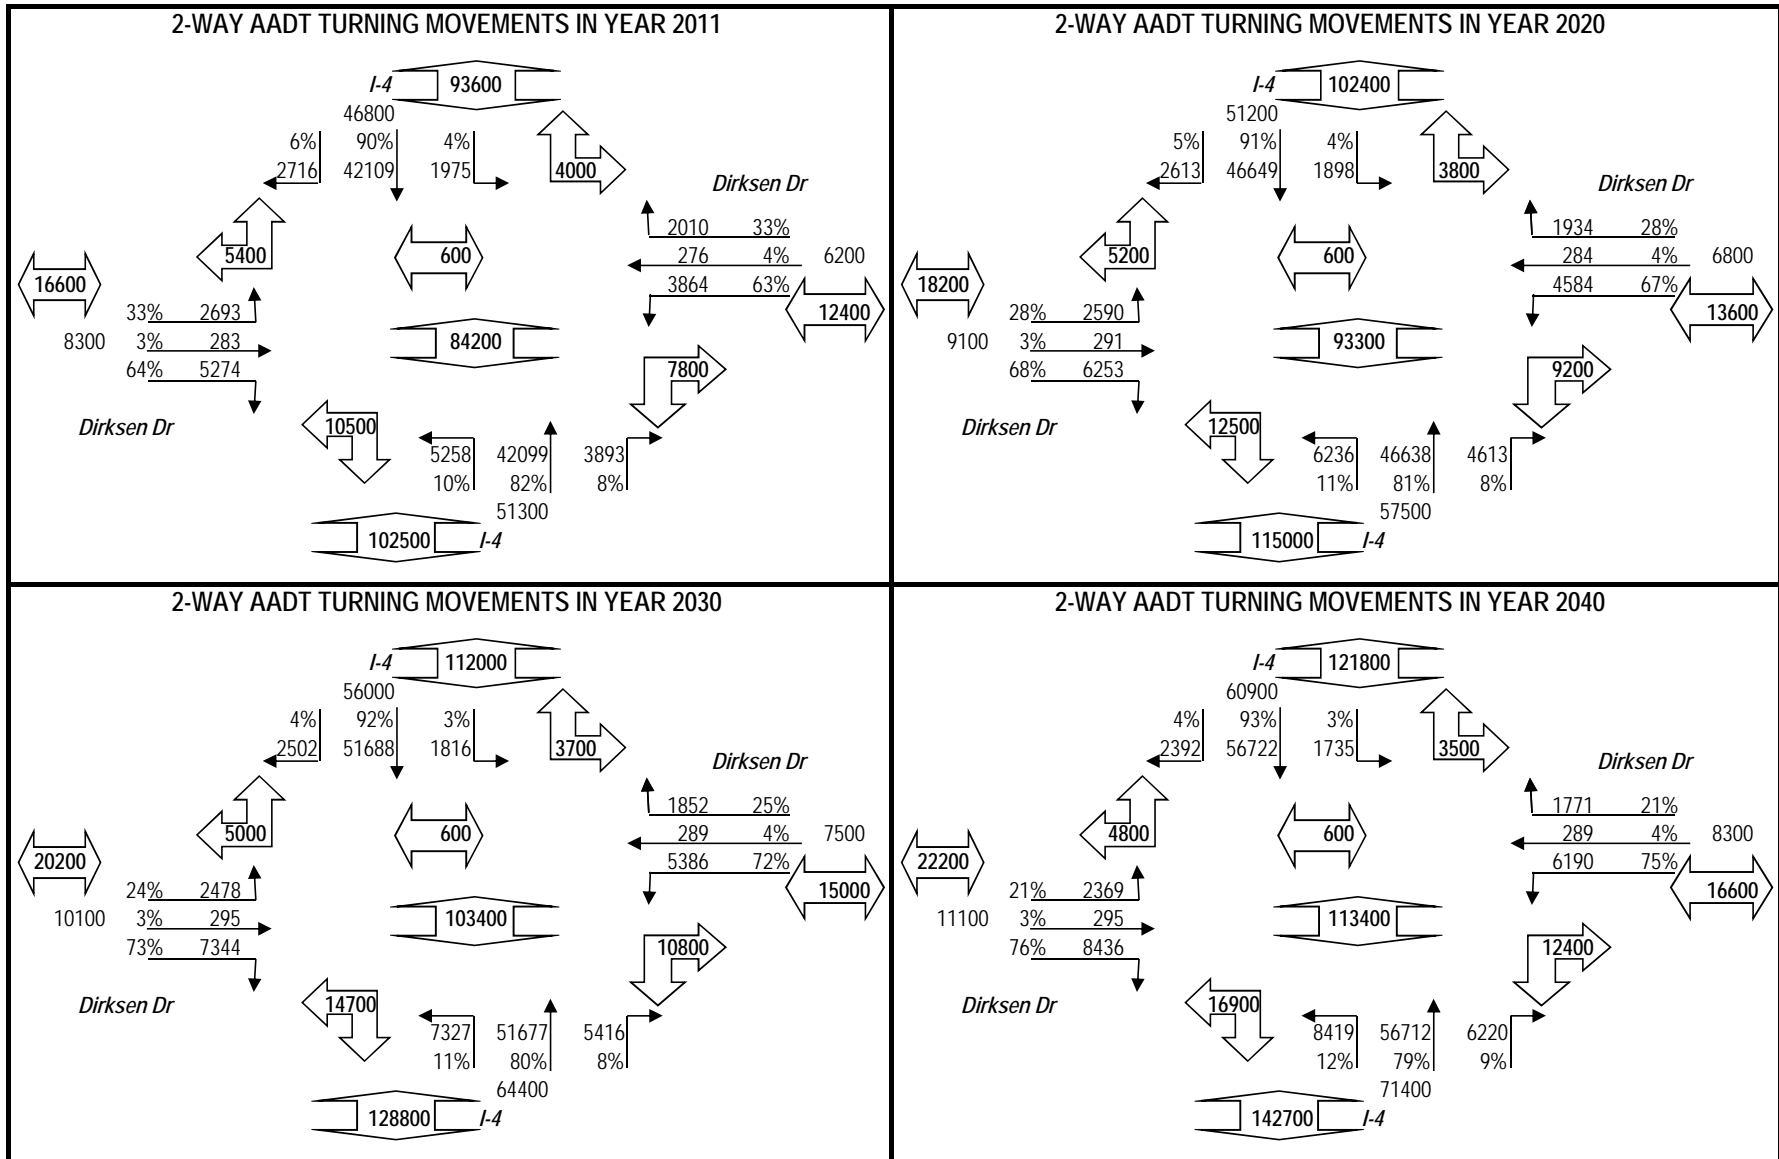 2-WAY AADT TURNING MOVEMENTS IN YEAR 2011
I-4 93600
46800
6% 90% 4%
2716 42109 1975 4000
Dirksen Dr
2010 33%
5400 600 276 4% 6200
16600 3864 63%
33% 2693 12400
8300 3% 283 84200
64% 5274 7800
Dirksen Dr 10500
5258 42099 3893
10% 82% 8%
51300
102500 I-4
2-WAY AADT TURNING MOVEMENTS IN YEAR 2020
I-4 102400
51200
5% 91% 4%
2613 46649 1898 3800
Dirksen Dr
1934 28%
5200 600 284 4% 6800
18200 4584 67%
28% 2590 13600
9100 3% 291 93300
68% 6253 9200
Dirksen Dr 12500
6236 46638 4613
11% 81% 8%
57500
115000 I-4
2-WAY AADT TURNING MOVEMENTS IN YEAR 2030
I-4 112000
56000
4% 92% 3%
2502 51688 1816 3700
Dirksen Dr
1852 25%
5000 600 289 4% 7500
20200 5386 72%
24% 2478 15000
10100 3% 295 103400
73% 7344 10800
Dirksen Dr 14700
7327 51677 5416
11% 80% 8%
64400
128800 I-4
2-WAY AADT TURNING MOVEMENTS IN YEAR 2040
I-4 121800
60900
4% 93% 3%
2392 56722 1735 3500
Dirksen Dr
1771 21%
4800 600 289 4% 8300
22200 6190 75%
21% 2369 16600
11100 3% 295 113400
76% 8436 12400
Dirksen Dr 16900
8419 56712 6220
12% 79% 9%
71400
142700 I-4